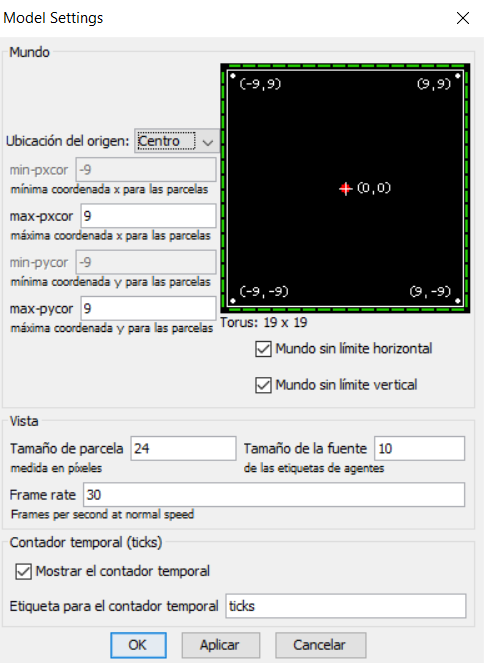 Model Settings
Mundo
(-9,9)
(9,9)
Ubicación del origen: Centro
min-pxcor -9
mínima coordenada x para las parcelas
(0,0)
max-pxcor 9
máxima coordenada x para las parcelas
min-pycor -9
mínima coordenada y para las parcelas
(-9,-9)
(9,-9)
max-pycor 9
máxima coordenada y para las parcelas
Torus: 19 x 19
Mundo sin límite horizontal
Mundo sin límite vertical
Vista
Tamaño de parcela 24
medida en píxeles
Tamaño de la fuente 10
de las etiquetas de agentes
Frame rate 30
Frames per second at normal speed
Contador temporal (ticks)
Mostrar el contador temporal
Etiqueta para el contador temporal ticks
OK
Aplicar
Cancelar